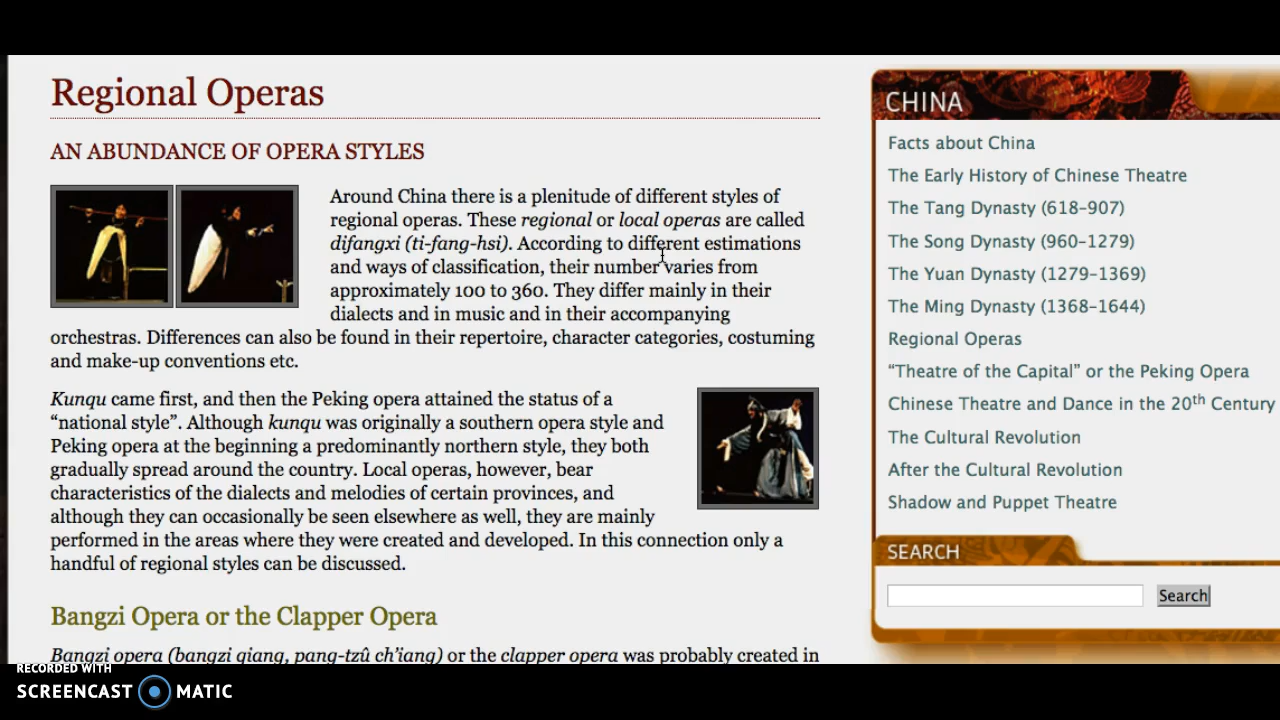 Regional Operas
AN ABUNDANCE OF OPERA STYLES
Around China there is a plenitude of different styles of
regional operas. These regional or local operas are called
difangxi (ti-fang-hsi). According to different estimations
and ways of classification, their number varies from
approximately 100 to 360. They differ mainly in their
dialects and in music and in their accompanying
orchestras. Differences can also be found in their repertoire, character categories, costuming
and make-up conventions etc.
Kunqu came first, and then the Peking opera attained the status of a
“national style”. Although kunqu was originally a southern opera style and
Peking opera at the beginning a predominantly northern style, they both
gradually spread around the country. Local operas, however, bear
characteristics of the dialects and melodies of certain provinces, and
although they can occasionally be seen elsewhere as well, they are mainly
performed in the areas where they were created and developed. In this connection only a
handful of regional styles can be discussed.
Bangzi Opera or the Clapper Opera
Bangzi opera (bangzi qiang, pang-tzû ch’iang) or the clapper opera was probably created in
CHINA
Facts about China
The Early History of Chinese Theatre
The Tang Dynasty (618–907)
The Song Dynasty (960–1279)
The Yuan Dynasty (1279–1369)
The Ming Dynasty (1368–1644)
Regional Operas
“Theatre of the Capital” or the Peking Opera
Chinese Theatre and Dance in the 20th Century
The Cultural Revolution
After the Cultural Revolution
Shadow and Puppet Theatre
SEARCH
Search
RECORDED WITH
SCREENCAST MATIC